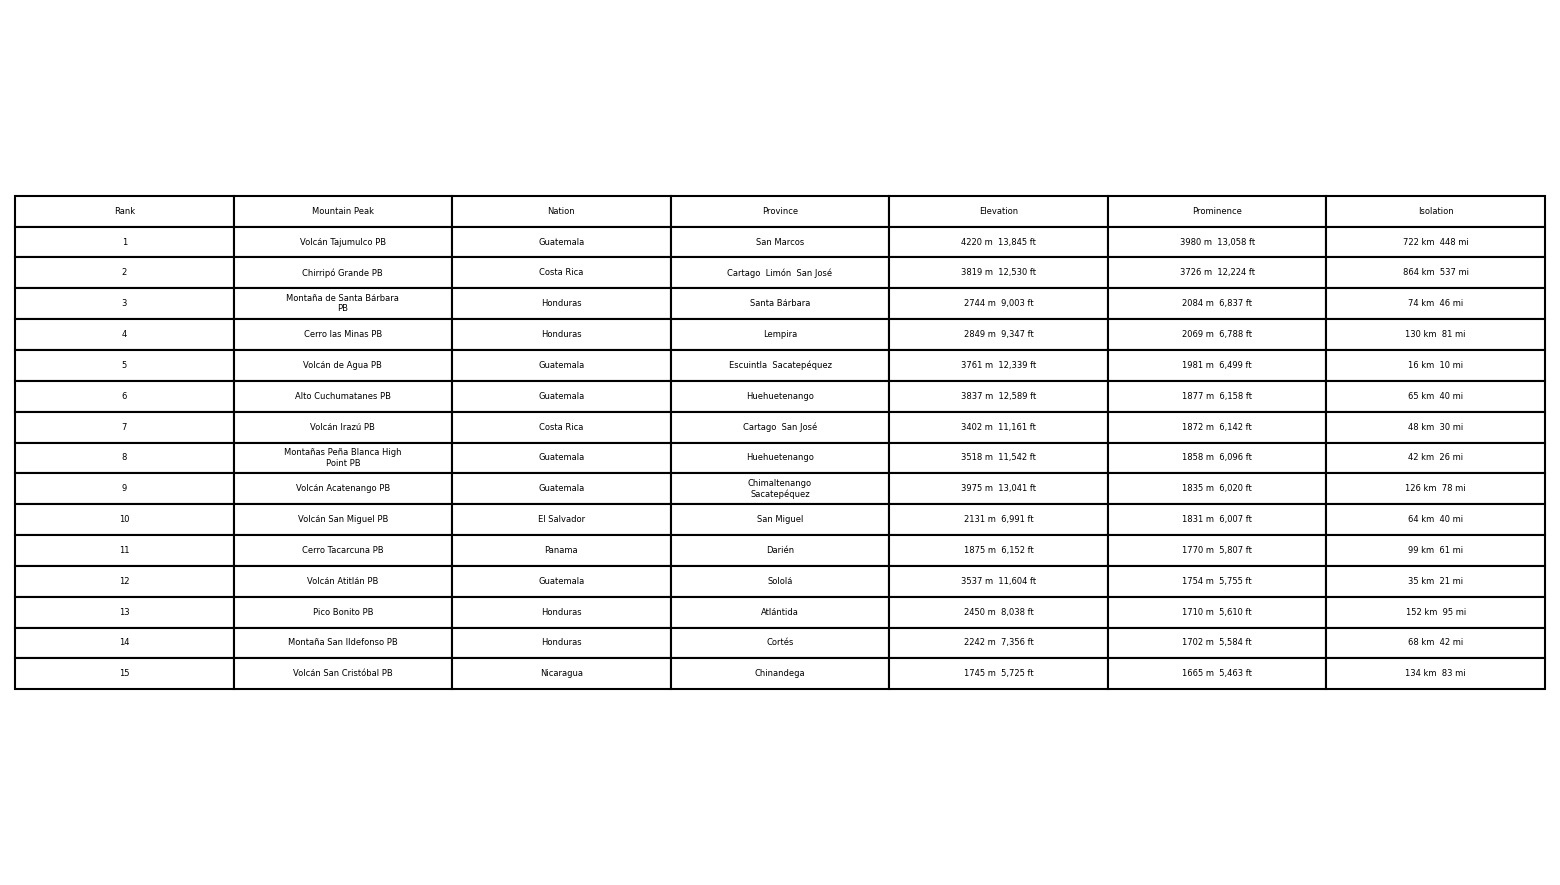 Rank Mountain Peak Nation Province Elevation Prominence Isolation
1 Volcán Tajumulco PB Guatemala San Marcos 4220 m  13,845 ft 3980 m  13,058 ft 722 km  448 mi
2 Chirripó Grande PB Costa Rica Cartago  Limón  San José 3819 m  12,530 ft 3726 m  12,224 ft 864 km  537 mi
3 Montaña de Santa Bárbara
PB Honduras Santa Bárbara 2744 m  9,003 ft 2084 m  6,837 ft 74 km  46 mi
4 Cerro las Minas PB Honduras Lempira 2849 m  9,347 ft 2069 m  6,788 ft 130 km  81 mi
5 Volcán de Agua PB Guatemala Escuintla  Sacatepéquez 3761 m  12,339 ft 1981 m  6,499 ft 16 km  10 mi
6 Alto Cuchumatanes PB Guatemala Huehuetenango 3837 m  12,589 ft 1877 m  6,158 ft 65 km  40 mi
7 Volcán Irazú PB Costa Rica Cartago  San José 3402 m  11,161 ft 1872 m  6,142 ft 48 km  30 mi
8 Montañas Peña Blanca High
Point PB Guatemala Huehuetenango 3518 m  11,542 ft 1858 m  6,096 ft 42 km  26 mi
9 Volcán Acatenango PB Guatemala Chimaltenango
Sacatepéquez 3975 m  13,041 ft 1835 m  6,020 ft 126 km  78 mi
10 Volcán San Miguel PB El Salvador San Miguel 2131 m  6,991 ft 1831 m  6,007 ft 64 km  40 mi
11 Cerro Tacarcuna PB Panama Darién 1875 m  6,152 ft 1770 m  5,807 ft 99 km  61 mi
12 Volcán Atitlán PB Guatemala Sololá 3537 m  11,604 ft 1754 m  5,755 ft 35 km  21 mi
13 Pico Bonito PB Honduras Atlántida 2450 m  8,038 ft 1710 m  5,610 ft 152 km  95 mi
14 Montaña San Ildefonso PB Honduras Cortés 2242 m  7,356 ft 1702 m  5,584 ft 68 km  42 mi
15 Volcán San Cristóbal PB Nicaragua Chinandega 1745 m  5,725 ft 1665 m  5,463 ft 134 km  83 mi